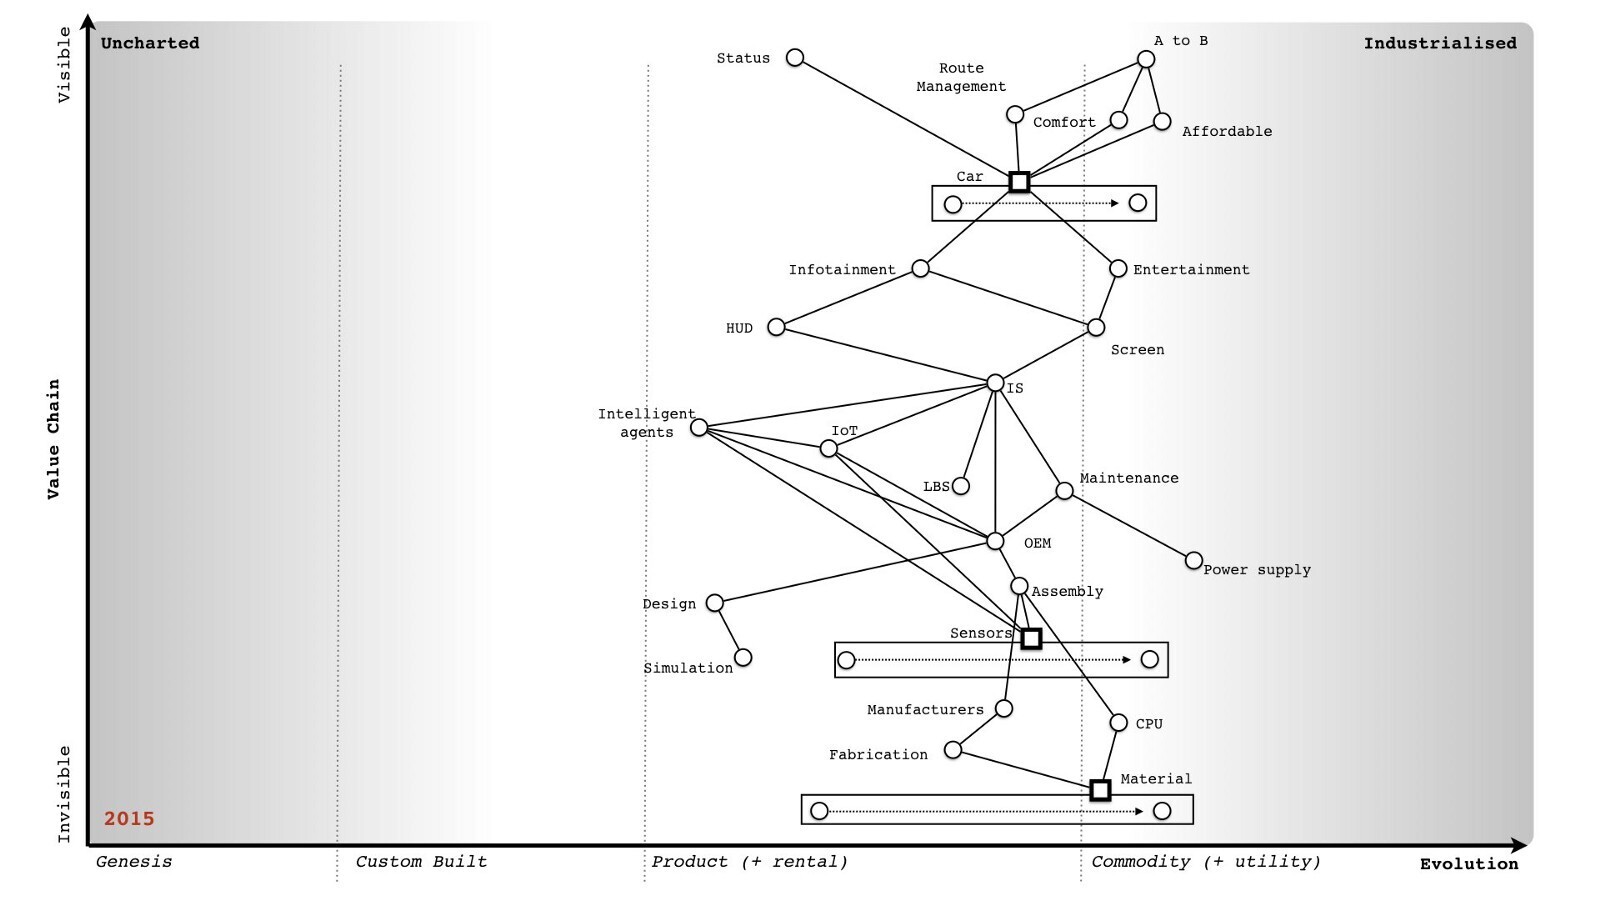 Uncharted
Industrialised
Visible
Value Chain
Invisible
A to B
Status
Route
Management
Comfort
Affordable
Car
Infotainment
Entertainment
HUD
Screen
IS
Intelligent
agents
IoT
LBS
Maintenance
OEM
Power supply
Assembly
Design
Sensors
Simulation
Manufacturers
CPU
Fabrication
Material
2015
Genesis
Custom Built
Product (+ rental)
Commodity (+ utility)
Evolution